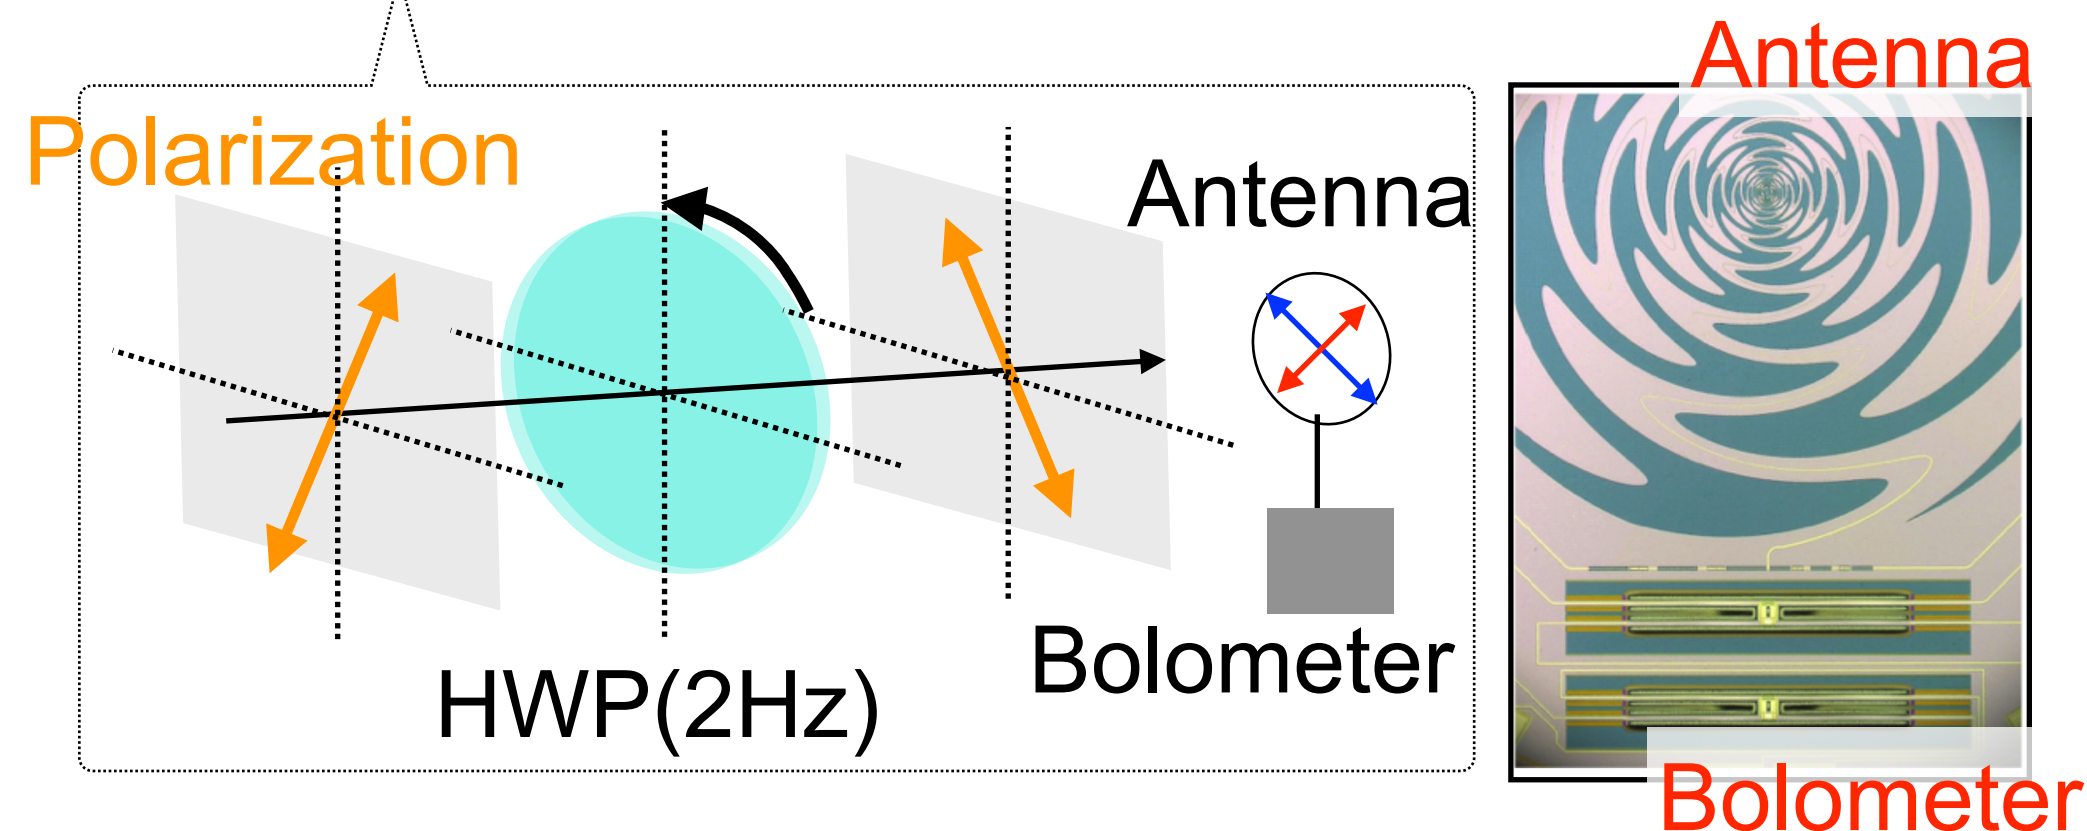 Polarization
HWP(2Hz)
Antenna
Bolometer
Antenna
Bolometer